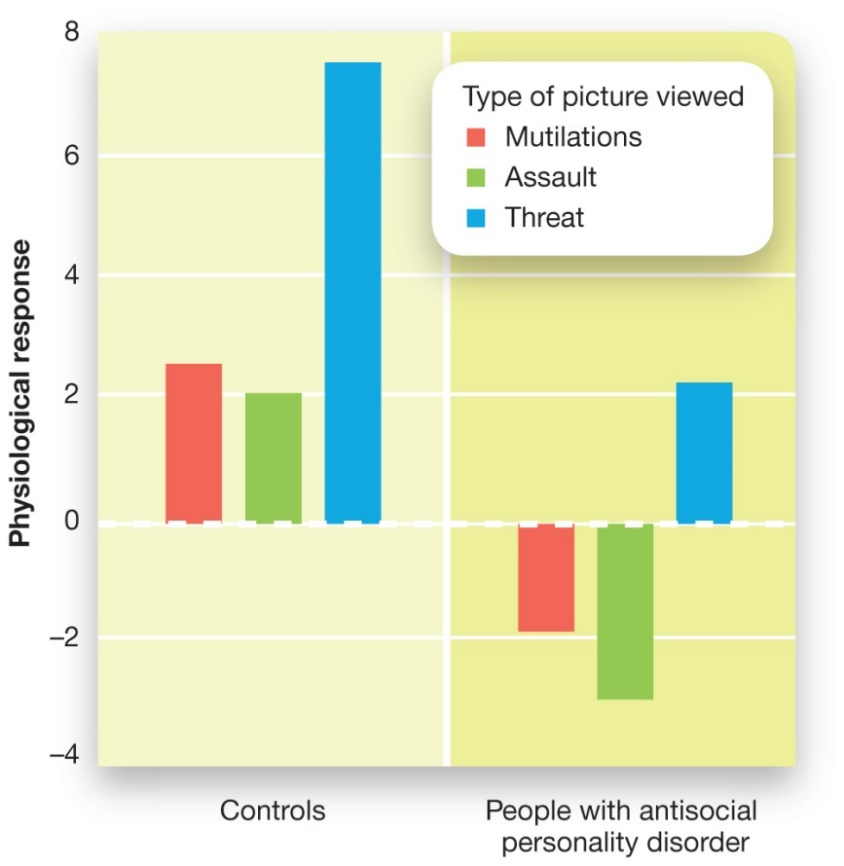 8
6
4
2
0
–2
–4
Physiological response
Type of picture viewed
Mutilations
Assault
Threat
Controls
People with antisocial
personality disorder